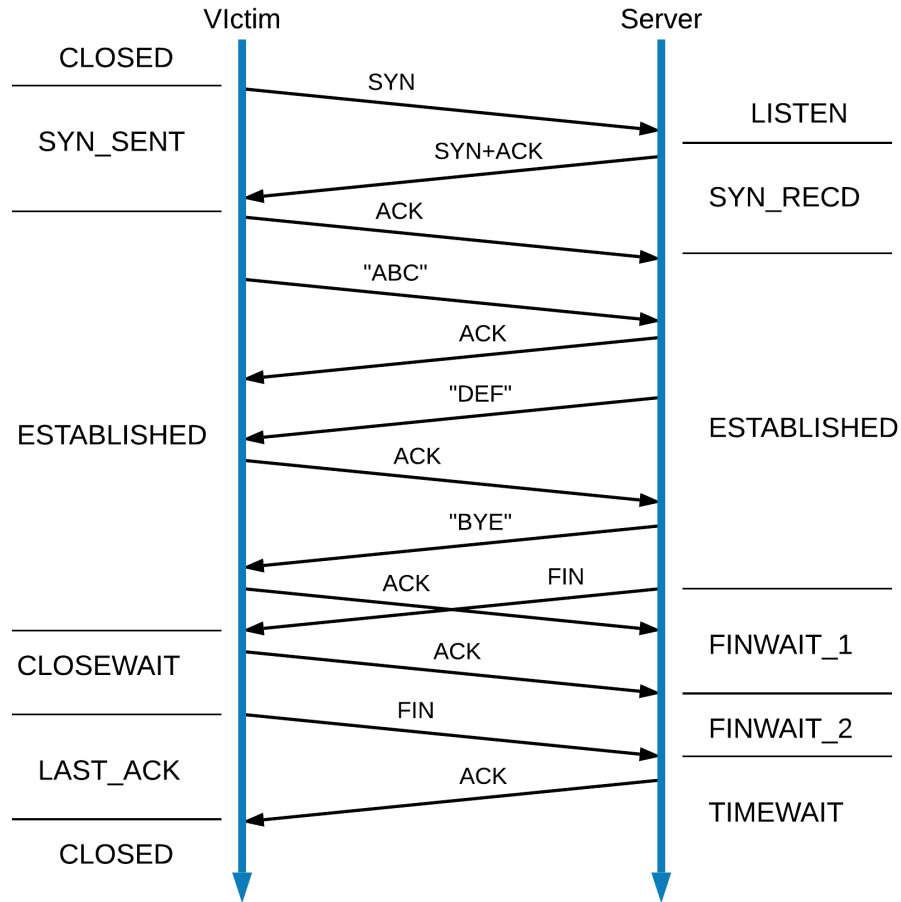 VIctim
Server
CLOSED
SYN
LISTEN
SYN_SENT
SYN+ACK
SYN_RECD
ACK
"ABC"
ACK
"DEF"
ESTABLISHED
ESTABLISHED
ACK
"BYE"
ACK
FIN
FINWAIT_1
ACK
CLOSEWAIT
FIN
FINWAIT_2
LAST_ACK
ACK
TIMEWAIT
CLOSED